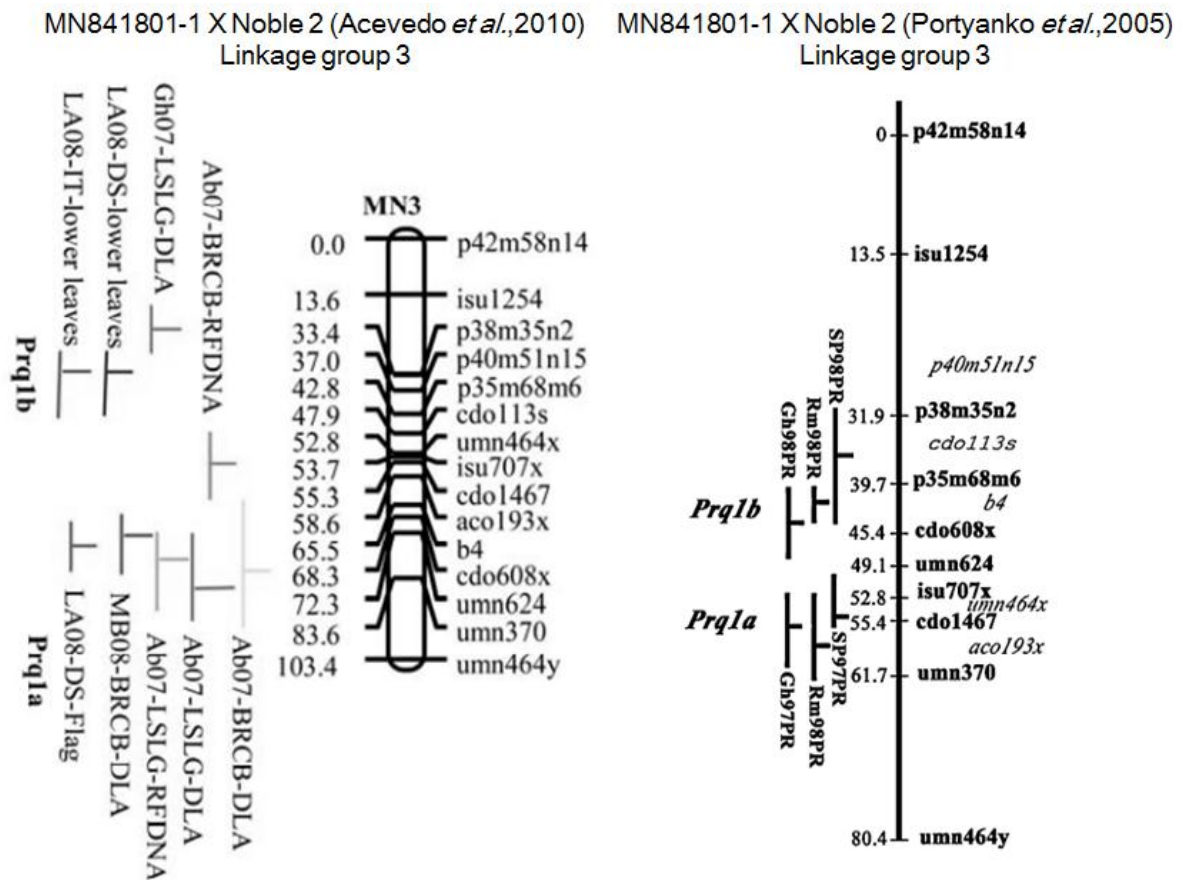 MN841801-1 X Noble 2 (Acevedo et al.,2010)
Linkage group 3
LA08-IT-lower leaves
LA08-DS-lower leaves
Gh07-LSLG-DLA
Ab07-BRCB-RFDNA
Prq1b
LA08-DS-Flag
MB08-BRCB-DLA
Ab07-LSLG-RFDNA
Ab07-LSLG-DLA
Ab07-BRCB-DLA
Prq1a
MN3
0.0 p42m58n14
13.6 isu1254
33.4 p38m35n2
37.0 p40m51n15
42.8 p35m68m6
47.9 cdo113s
52.8 umn464x
53.7 isu707x
55.3 cdo1467
58.6 aco193x
65.5 b4
68.3 cdo608x
72.3 umn624
83.6 umn370
103.4 umn464y
MN841801-1 X Noble 2 (Portyanko et al.,2005)
Linkage group 3
0 p42m58n14
13.5 isu1254
p40m51n15
31.9 p38m35n2
cdo113s
39.7 p35m68m6
b4
45.4 cdo608x
49.1 umn624
52.8 isu707x
umn464x
55.4 cdo1467
aco193x
61.7 umn370
80.4 umn464y
Prq1b
Gh98PR
Rm98PR
SP98PR
Prq1a
Gh97PR
Rm98PR
SP97PR